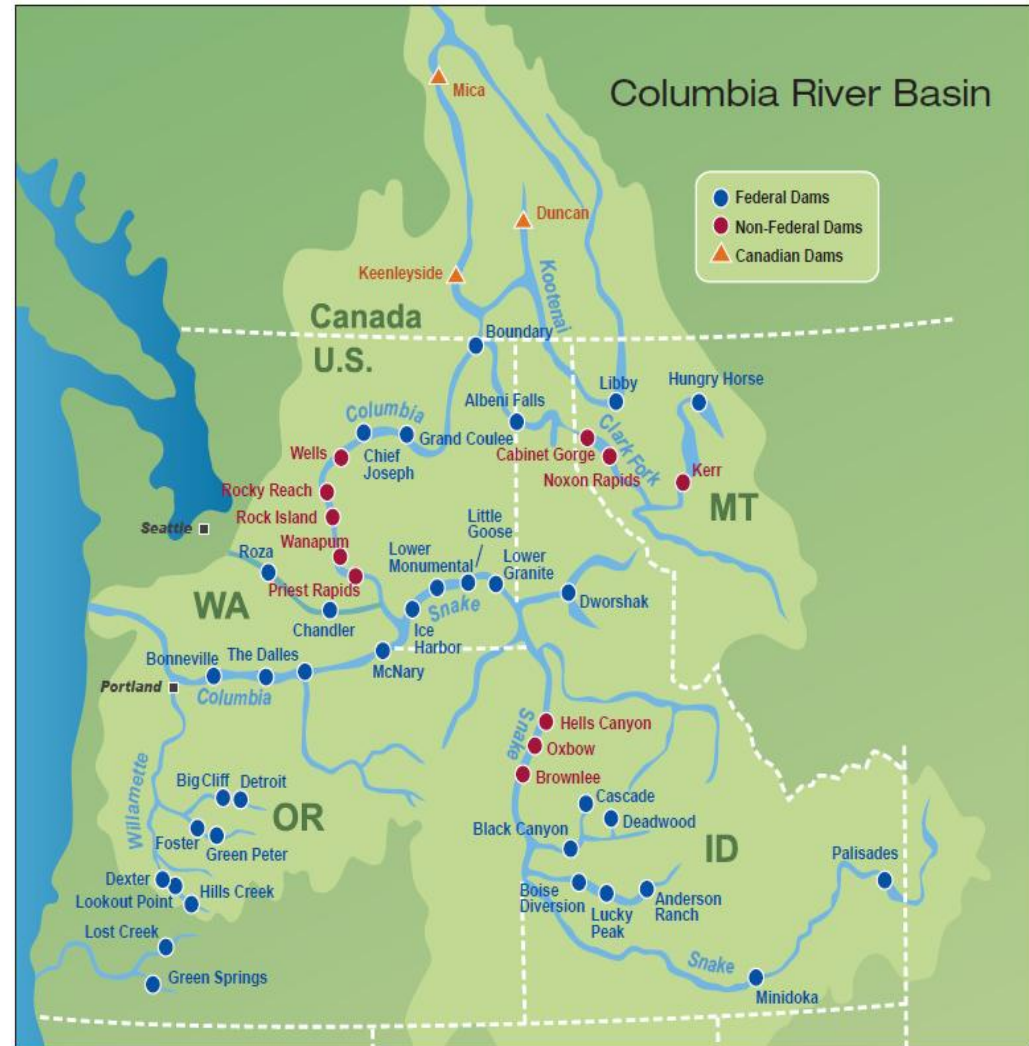 Columbia River Basin
Federal Dams
Non-Federal Dams
Canadian Dams
Mica
Duncan
Keenleyside
Kootenai
Canada
U.S.
Boundary
Libby
Hungry Horse
Albeni Falls
Columbia
Grand Coulee
Clark Fork
Wells
Chief
Joseph
Cabinet Gorge
Noxon Rapids
Kerr
MT
Rocky Reach
Rock Island
Seattle
Wanapum
Little
Goose
Roza
Lower
Monumental
Lower
Granite
Priest Rapids
Snake
Dworshak
WA
Chandler
Ice
Harbor
Bonneville
The Dalles
McNary
Portland
Columbia
Snake
Hells Canyon
Oxbow
Brownlee
Willamette
Big Cliff
Detroit
OR
Cascade
Deadwood
Foster
Green Peter
Black Canyon
ID
Palisades
Dexter
Lookout Point
Hills Creek
Boise
Diversion
Lucky
Peak
Anderson
Ranch
Lost Creek
Snake
Green Springs
Minidoka